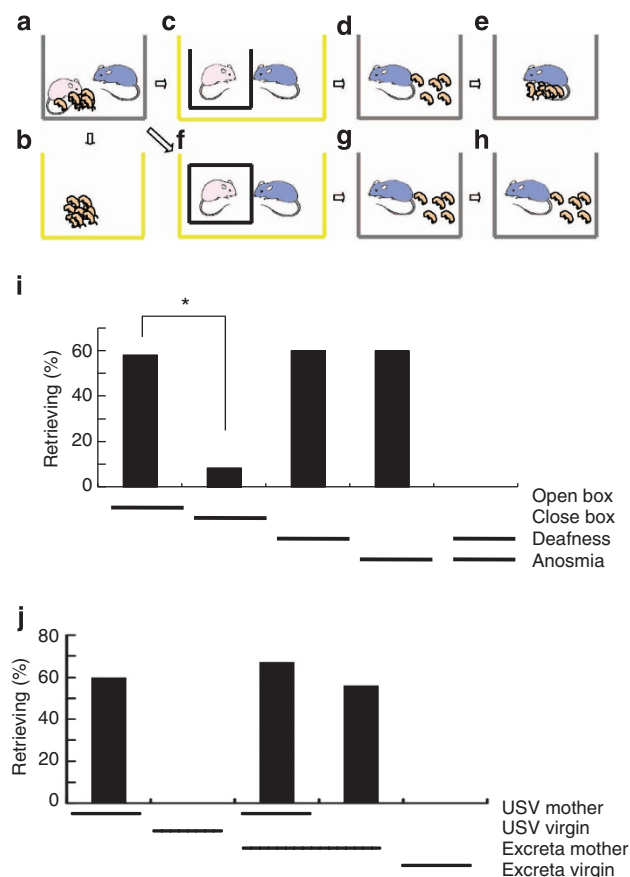 a c d e
b f g h
i
*
60
40
20
0
Retrieving (%)
Open box
Close box
Deafness
Anosmia
j
80
60
40
20
0
Retrieving (%)
USV mother
USV virgin
Excreta mother
Excreta virgin